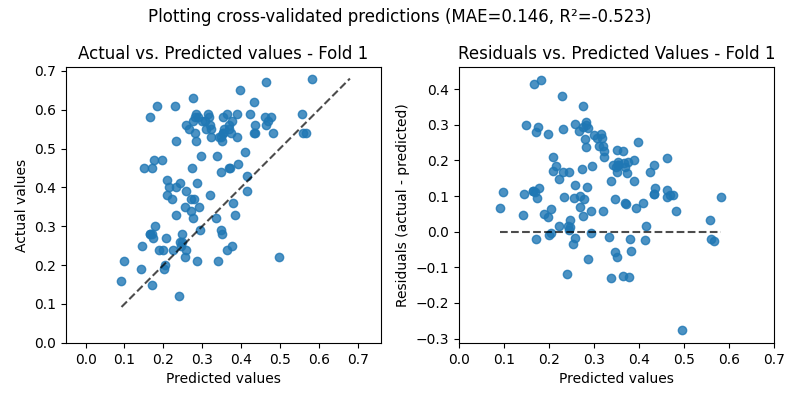 Plotting cross-validated predictions (MAE=0.146, R²=-0.523)
Actual vs. Predicted values - Fold 1
Residuals vs. Predicted Values - Fold 1
Actual values
0.7
0.6
0.5
0.4
0.3
0.2
0.1
0.0
0.0 0.1 0.2 0.3 0.4 0.5 0.6 0.7
Predicted values
Residuals (actual - predicted)
0.4
0.3
0.2
0.1
0.0
−0.1
−0.2
−0.3
0.0 0.1 0.2 0.3 0.4 0.5 0.6 0.7
Predicted values